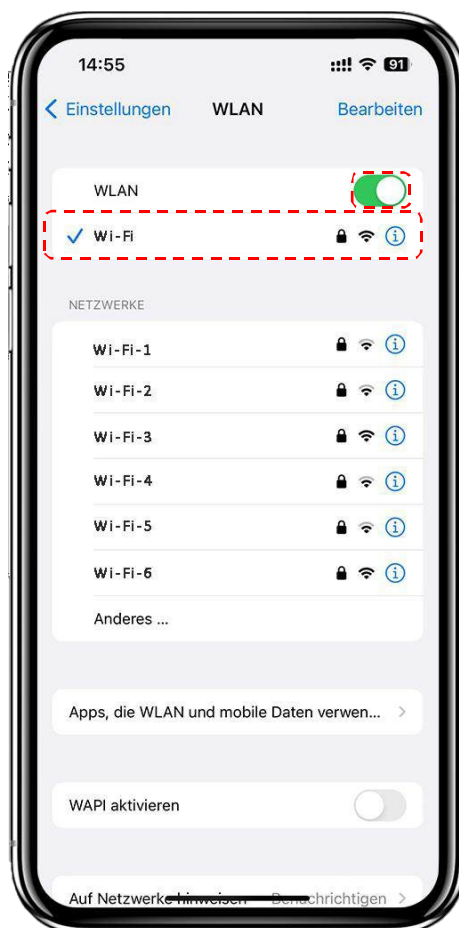 14:55 91
Einstellungen WLAN Bearbeiten
WLAN
Wi-Fi
NETZWERKE
Wi-Fi-1
Wi-Fi-2
Wi-Fi-3
Wi-Fi-4
Wi-Fi-5
Wi-Fi-6
Anderes ...
Apps, die WLAN und mobile Daten verwen... >
WAPI aktivieren
Auf Netzwerke hinweisen Benachrichtigen >